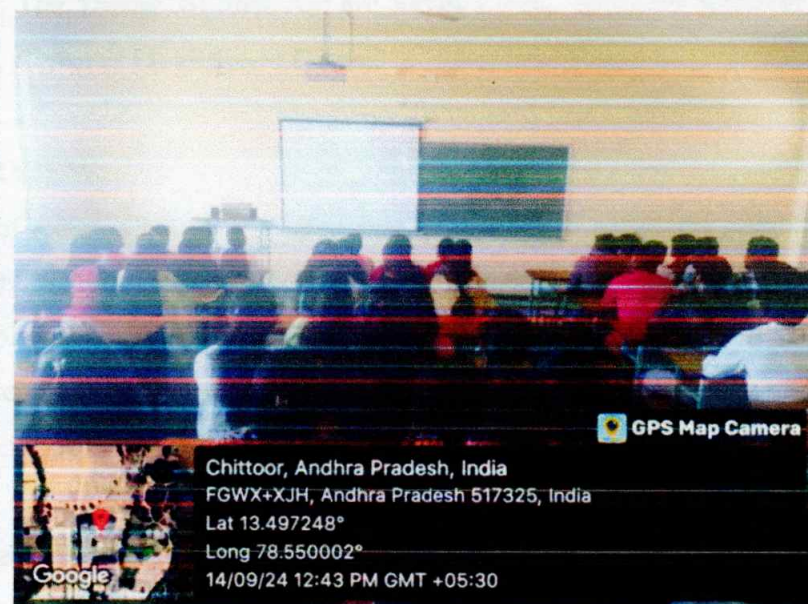 GPS Map Camera
Chittoor, Andhra Pradesh, India
FGWX+XJH, Andhra Pradesh 517325, India
Lat 13.497248°
Long 78.550002°
14/09/24 12:43 PM GMT +05:30
Google